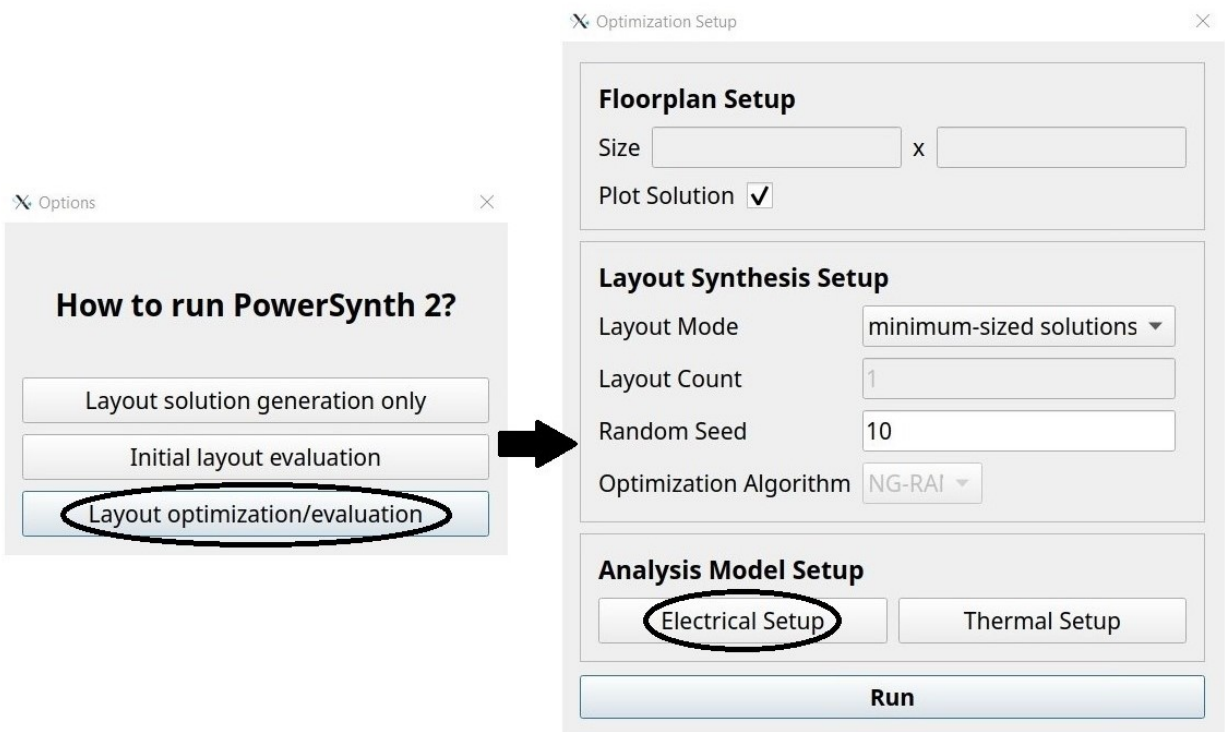 Options
How to run PowerSynth 2?
Layout solution generation only
Initial layout evaluation
Layout optimization/evaluation
Optimization Setup
Floorplan Setup
Size x
Plot Solution
Layout Synthesis Setup
Layout Mode minimum-sized solutions
Layout Count 1
Random Seed 10
Optimization Algorithm NG-RAI
Analysis Model Setup
Electrical Setup Thermal Setup
Run